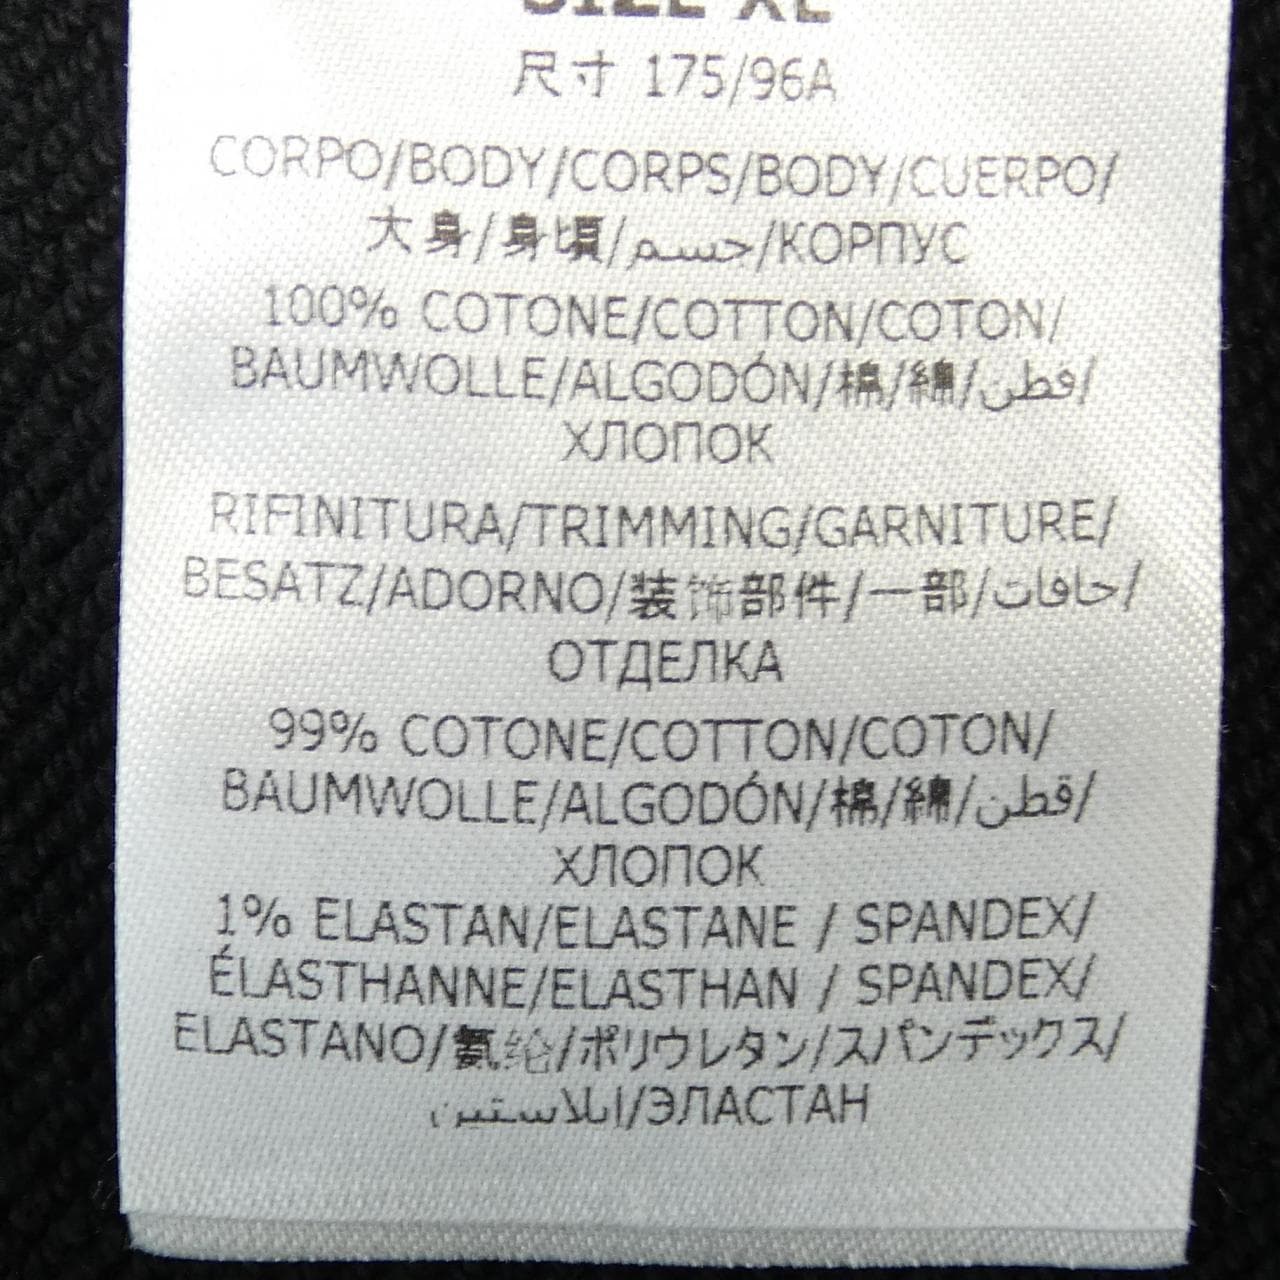 SIZE XL
尺寸 175/96A
CORPO/BODY/CORPS/BODY/CUERPO/
大身/身頃/جسم/КОРПУС
100% COTONE/COTTON/COTON/
BAUMWOLLE/ALGODÓN/棉/綿/قطن/
ХЛОПОК
RIFINITURA/TRIMMING/GARNITURE/
BESATZ/ADORNO/装饰部件/一部/حافات/
ОТДЕЛКА
99% COTONE/COTTON/COTON/
BAUMWOLLE/ALGODÓN/棉/綿/قطن/
ХЛОПОК
1% ELASTAN/ELASTANE / SPANDEX/
ÉLASTHANNE/ELASTHAN / SPANDEX/
ELASTANO/氨纶/ポリウレタン/スパンデックス/
ايلاستين/ЭЛАСТАН